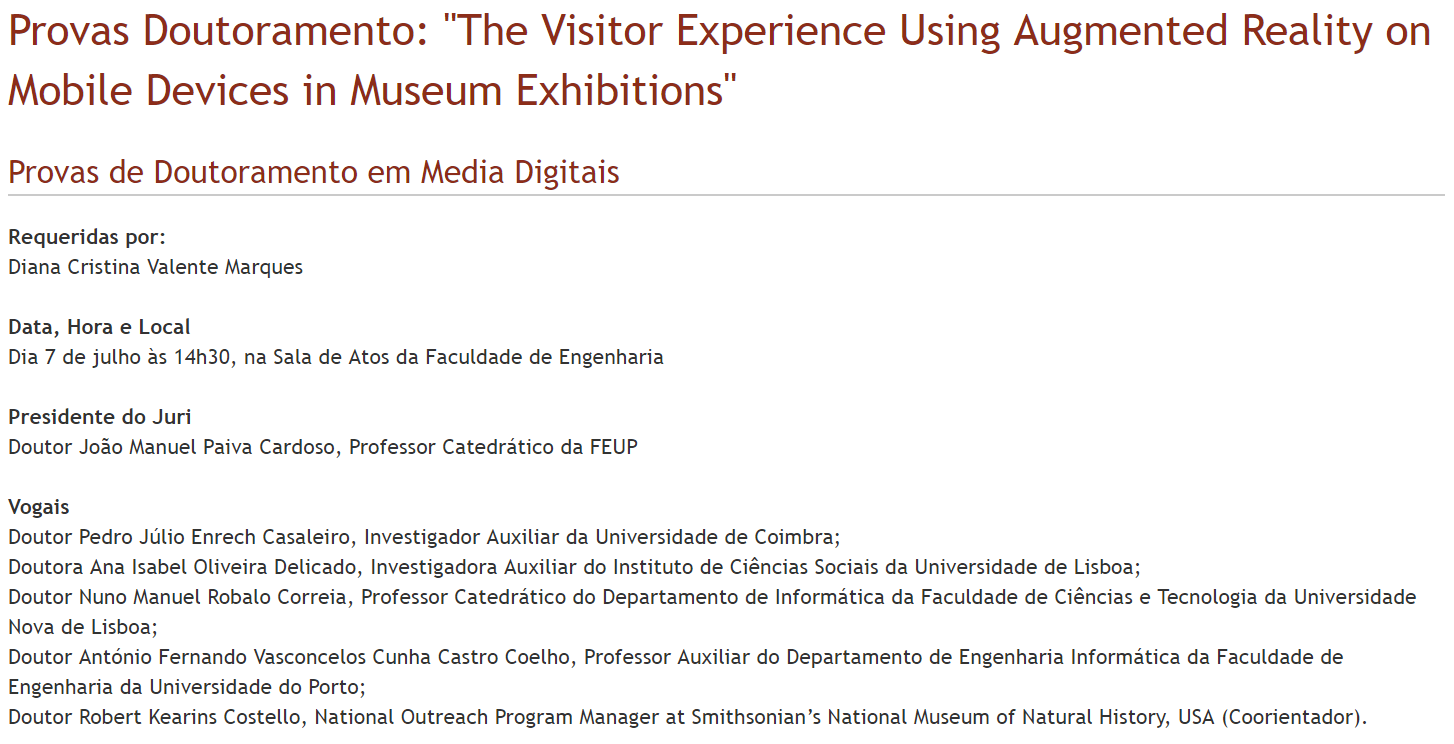 Provas Doutoramento: "The Visitor Experience Using Augmented Reality on
Mobile Devices in Museum Exhibitions"
Provas de Doutoramento em Media Digitais
Requeridas por:
Diana Cristina Valente Marques
Data, Hora e Local
Dia 7 de julho às 14h30, na Sala de Atos da Faculdade de Engenharia
Presidente do Juri
Doutor João Manuel Paiva Cardoso, Professor Catedrático da FEUP
Vogais
Doutor Pedro Júlio Enrech Casaleiro, Investigador Auxiliar da Universidade de Coimbra;
Doutora Ana Isabel Oliveira Delicado, Investigadora Auxiliar do Instituto de Ciências Sociais da Universidade de Lisboa;
Doutor Nuno Manuel Robalo Correia, Professor Catedrático do Departamento de Informática da Faculdade de Ciências e Tecnologia da Universidade
Nova de Lisboa;
Doutor António Fernando Vasconcelos Cunha Castro Coelho, Professor Auxiliar do Departamento de Engenharia Informática da Faculdade de
Engenharia da Universidade do Porto;
Doutor Robert Kearins Costello, National Outreach Program Manager at Smithsonian’s National Museum of Natural History, USA (Coorientador).